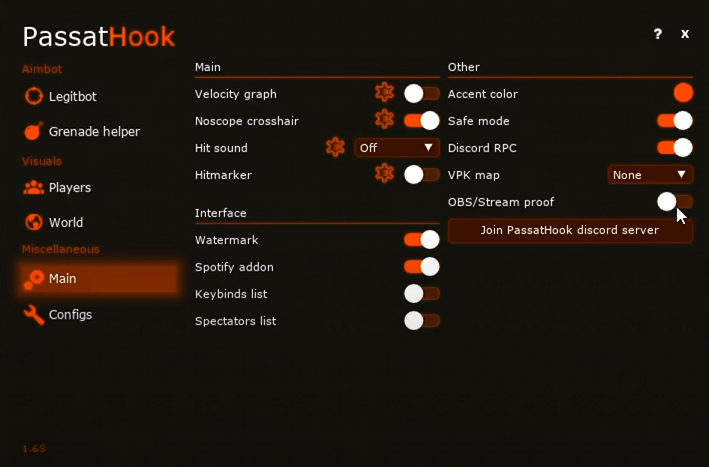 PassatHook
? x
Aimbot
Legitbot
Grenade helper
Visuals
Players
World
Miscellaneous
Main
Configs
1.6S
Main
Velocity graph
Noscope crosshair
Hit sound Off
Hitmarker
Interface
Watermark
Spotify addon
Keybinds list
Spectators list
Other
Accent color
Safe mode
Discord RPC
VPK map None
OBS/Stream proof
Join PassatHook discord server